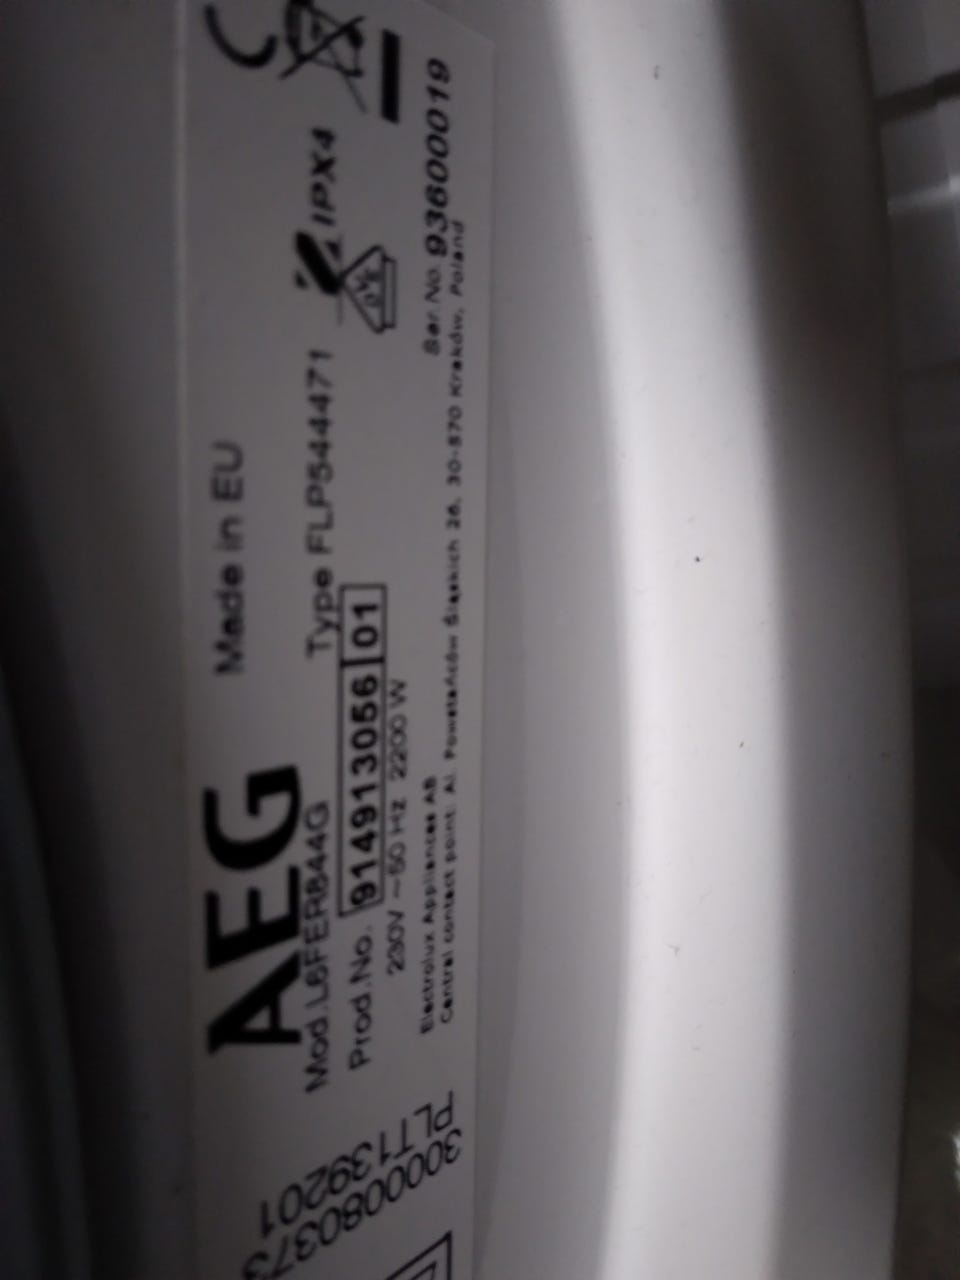 AEG
Made in EU
Mod.L6FER844G
Type FLP544471
IPX4
Prod.No. 914913056 01
230V ~50 Hz 2200 W
Electrolux Appliances AB
Ser.No. 93600019
Central contact point: Al. Powstańców Śląskich 26, 30-570 Kraków, Poland
PLT139201
3000080373